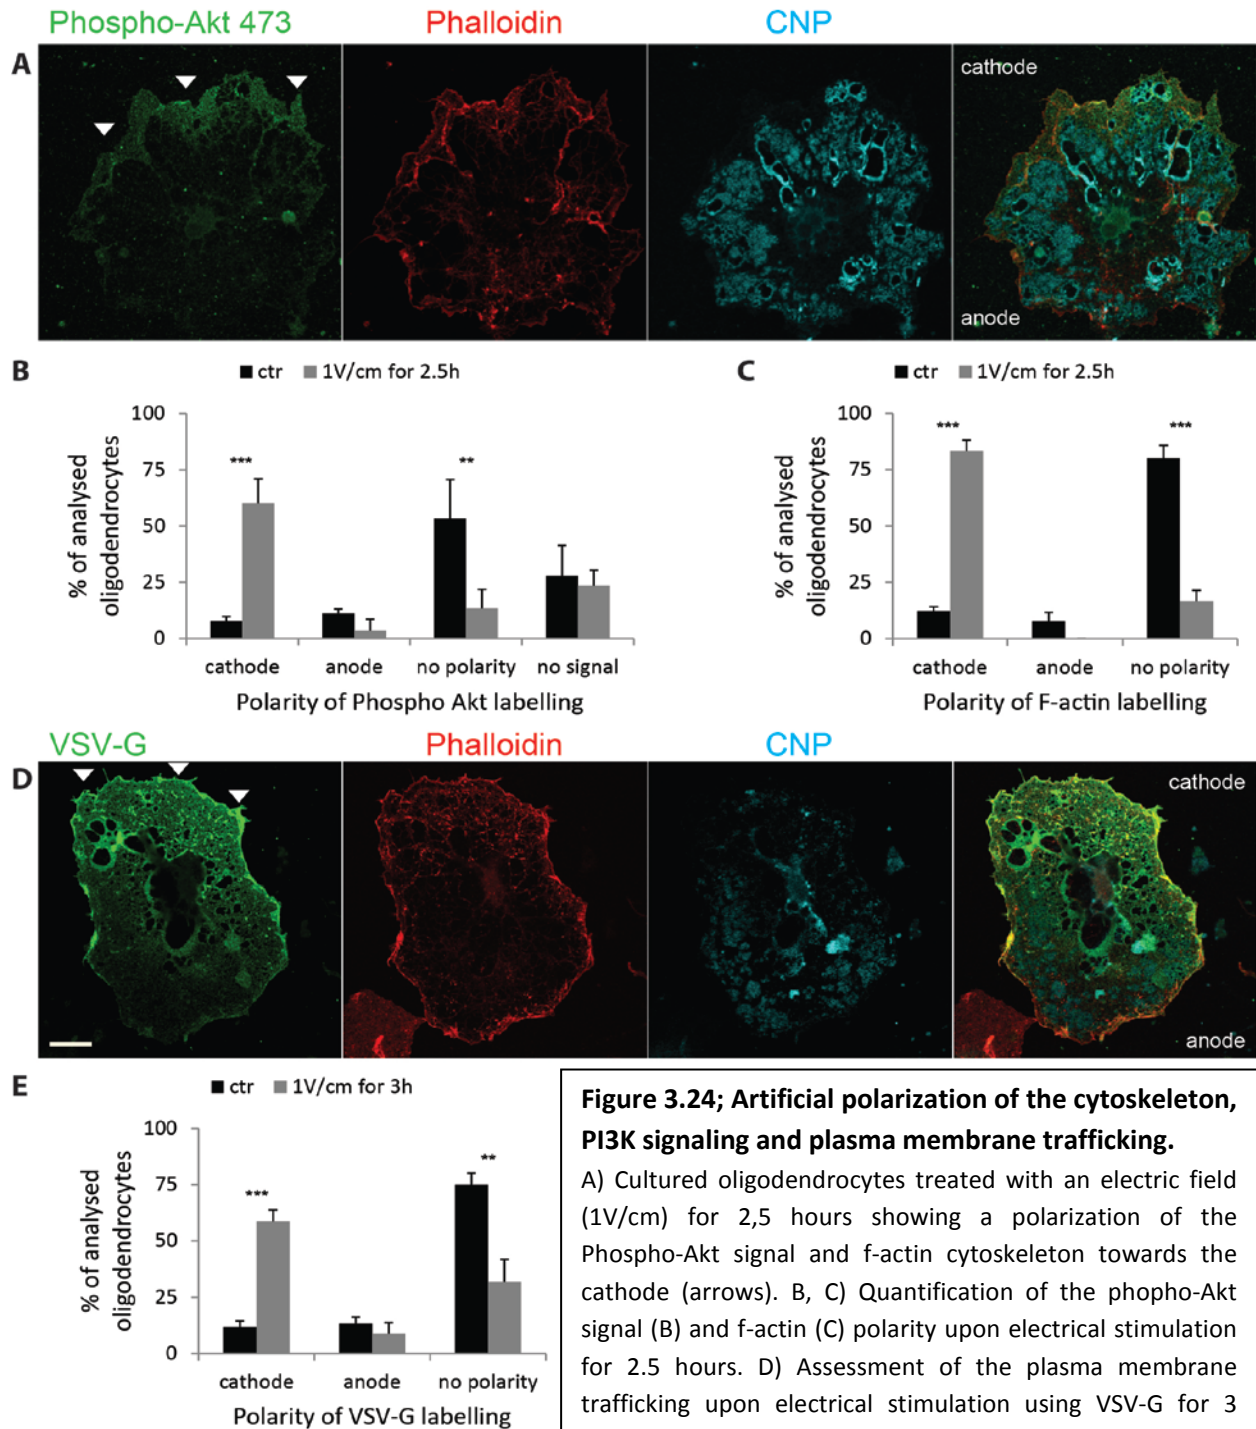 Phospho-Akt 473 Phalloidin CNP
A cathode
anode
B ctr 1V/cm for 2.5h
100
75
50
25
0
% of analysed
oligodendrocytes
*** **
cathode anode no polarity no signal
Polarity of Phospho Akt labelling
C ctr 1V/cm for 2.5h
100
75
50
25
0
% of analysed
oligodendrocytes
*** ***
cathode anode no polarity
Polarity of F-actin labelling
VSV-G Phalloidin CNP
D cathode
anode
E ctr 1V/cm for 3h
100
75
50
25
0
% of analysed
oligodendrocytes
*** **
cathode anode no polarity
Polarity of VSV-G labelling
Figure 3.24; Artificial polarization of the cytoskeleton,
PI3K signaling and plasma membrane trafficking.
A) Cultured oligodendrocytes treated with an electric field
(1V/cm) for 2,5 hours showing a polarization of the
Phospho-Akt signal and f-actin cytoskeleton towards the
cathode (arrows). B, C) Quantification of the phopho-Akt
signal (B) and f-actin (C) polarity upon electrical stimulation
for 2.5 hours. D) Assessment of the plasma membrane
trafficking upon electrical stimulation using VSV-G for 3